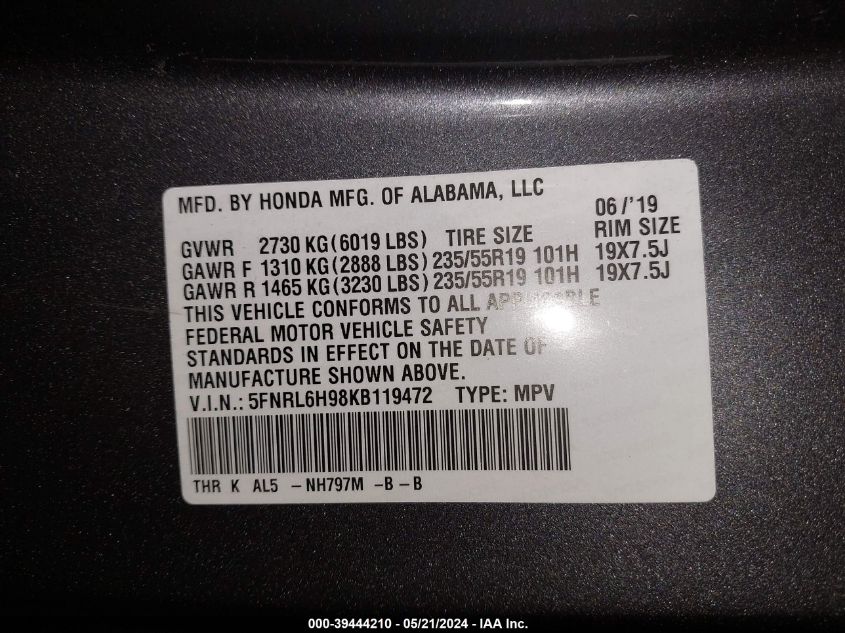 MFD. BY HONDA MFG. OF ALABAMA, LLC 06/'19
GVWR 2730 KG(6019 LBS) TIRE SIZE RIM SIZE
GAWR F 1310 KG(2888 LBS) 235/55R19 101H 19X7.5J
GAWR R 1465 KG(3230 LBS) 235/55R19 101H 19X7.5J
THIS VEHICLE CONFORMS TO ALL APPLICABLE
FEDERAL MOTOR VEHICLE SAFETY
STANDARDS IN EFFECT ON THE DATE OF
MANUFACTURE SHOWN ABOVE.
V.I.N.: 5FNRL6H98KB119472 TYPE: MPV
THR K AL5 -NH797M -B-B
000-39444210 - 05/21/2024 - IAA Inc.